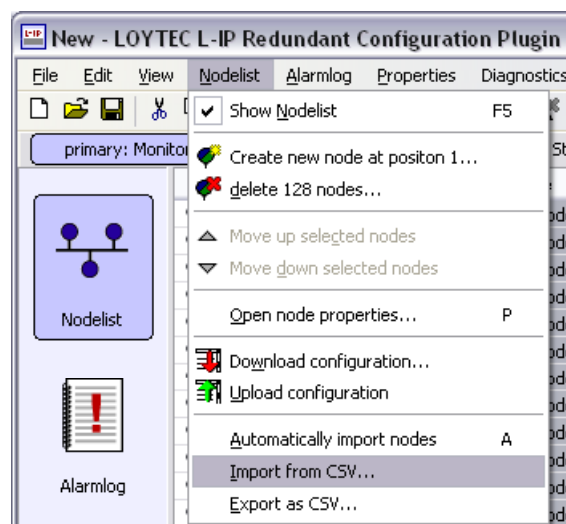 L-IP New - LOYTEC L-IP Redundant Configuration Plugin
File Edit View Nodelist Alarmlog Properties Diagnostics
Show Nodelist F5
primary: Monito
Create new node at positon 1...
delete 128 nodes...
Move up selected nodes
Move down selected nodes
Nodelist
Open node properties... P
Download configuration...
Upload configuration
Automatically import nodes A
Import from CSV...
Alarmlog
Export as CSV...